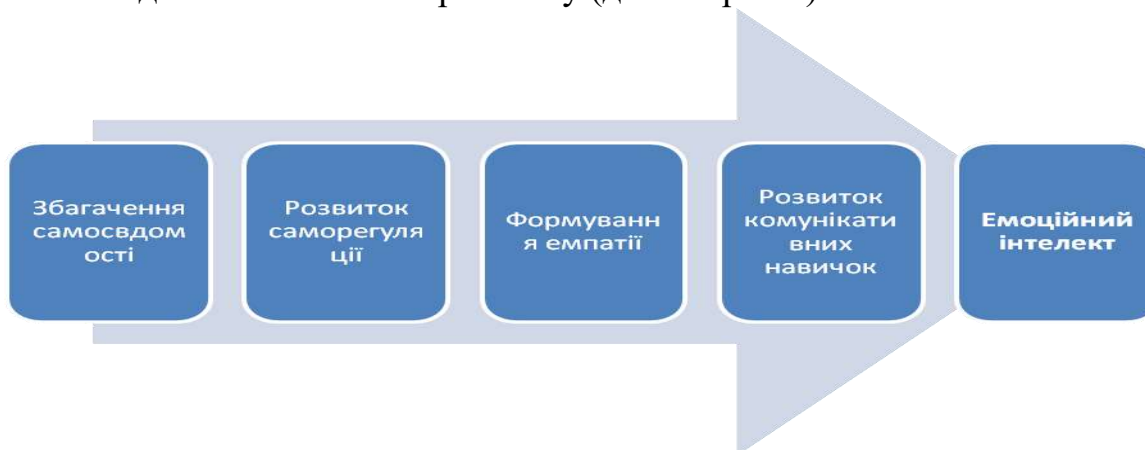 Збагачення
самосвдом
ості
Розвиток
саморегуля
ції
Формуванн
я емпатії
Розвиток
комунікати
вних
навичок
Емоційний
інтелект